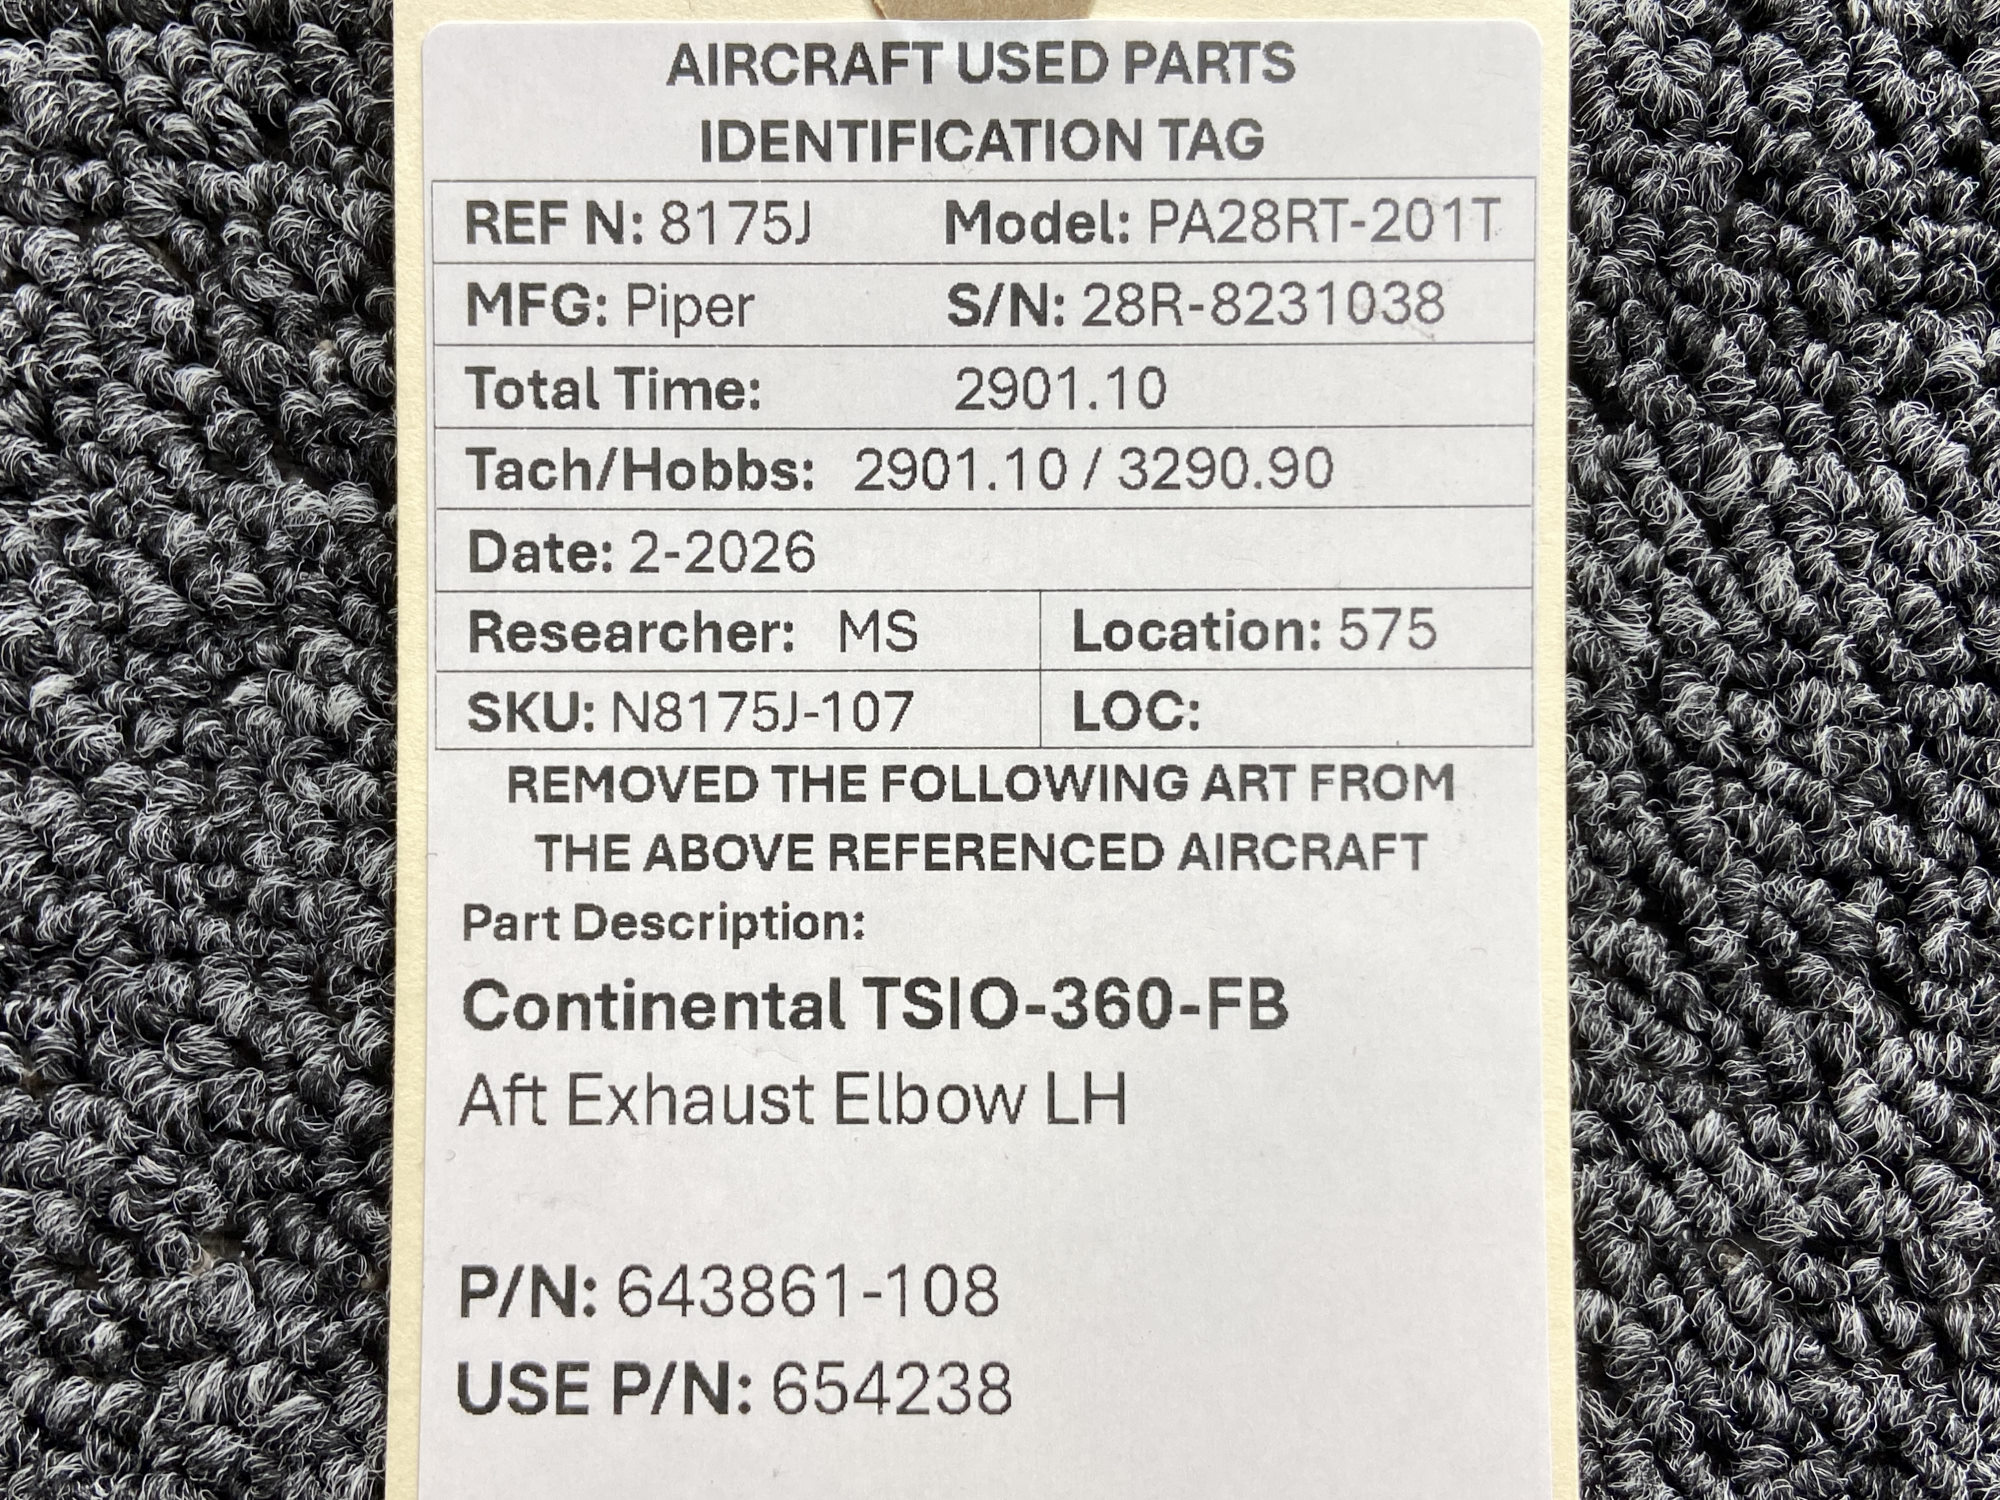 AIRCRAFT USED PARTS
IDENTIFICATION TAG
REF N: 8175J Model: PA28RT-201T
MFG: Piper S/N: 28R-8231038
Total Time: 2901.10
Tach/Hobbs: 2901.10 / 3290.90
Date: 2-2026
Researcher: MS Location: 575
SKU: N8175J-107 LOC:
REMOVED THE FOLLOWING ART FROM
THE ABOVE REFERENCED AIRCRAFT
Part Description:
Continental TSIO-360-FB
Aft Exhaust Elbow LH
P/N: 643861-108
USE P/N: 654238